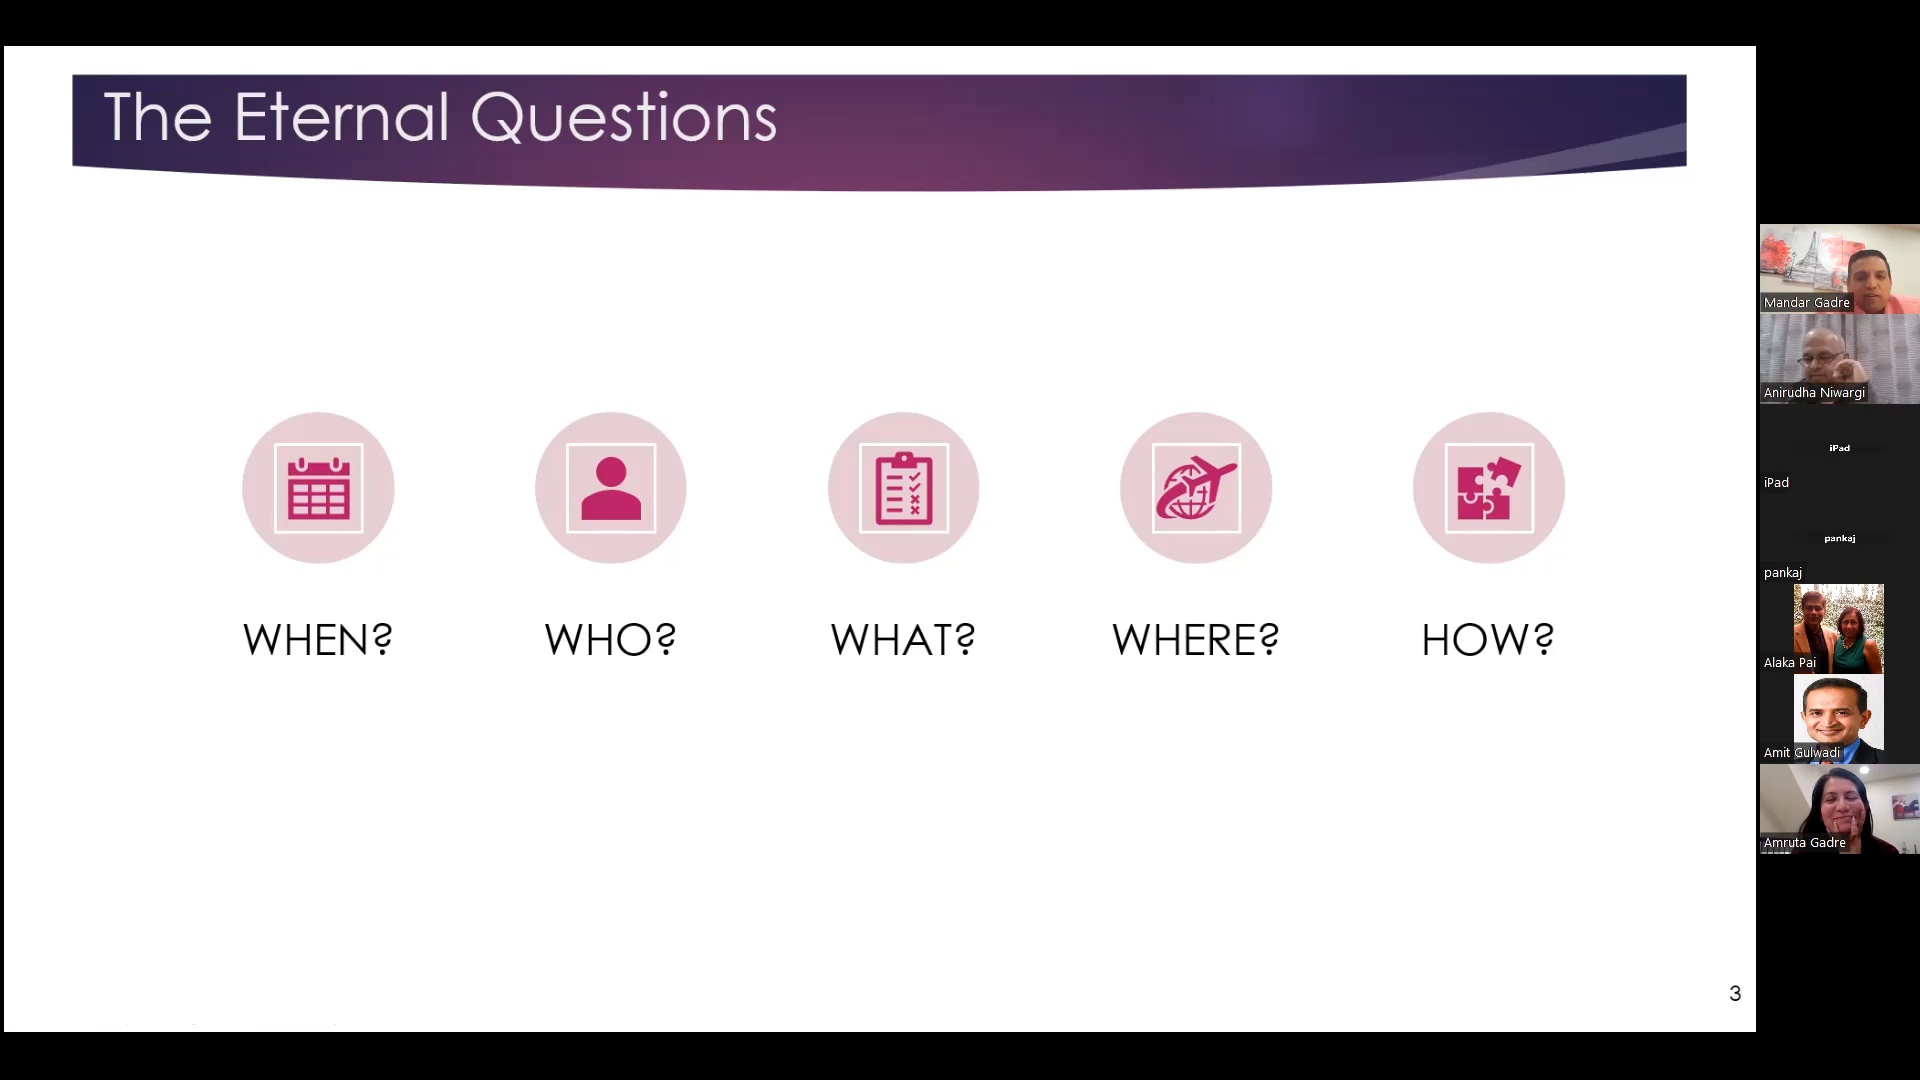 The Eternal Questions
WHEN?
WHO?
WHAT?
WHERE?
HOW?
3
Mandar Gadre
Anirudha Niwargi
iPad
iPad
pankaj
pankaj
Alaka Pai
Amit Gulwadi
Amruta Gadre